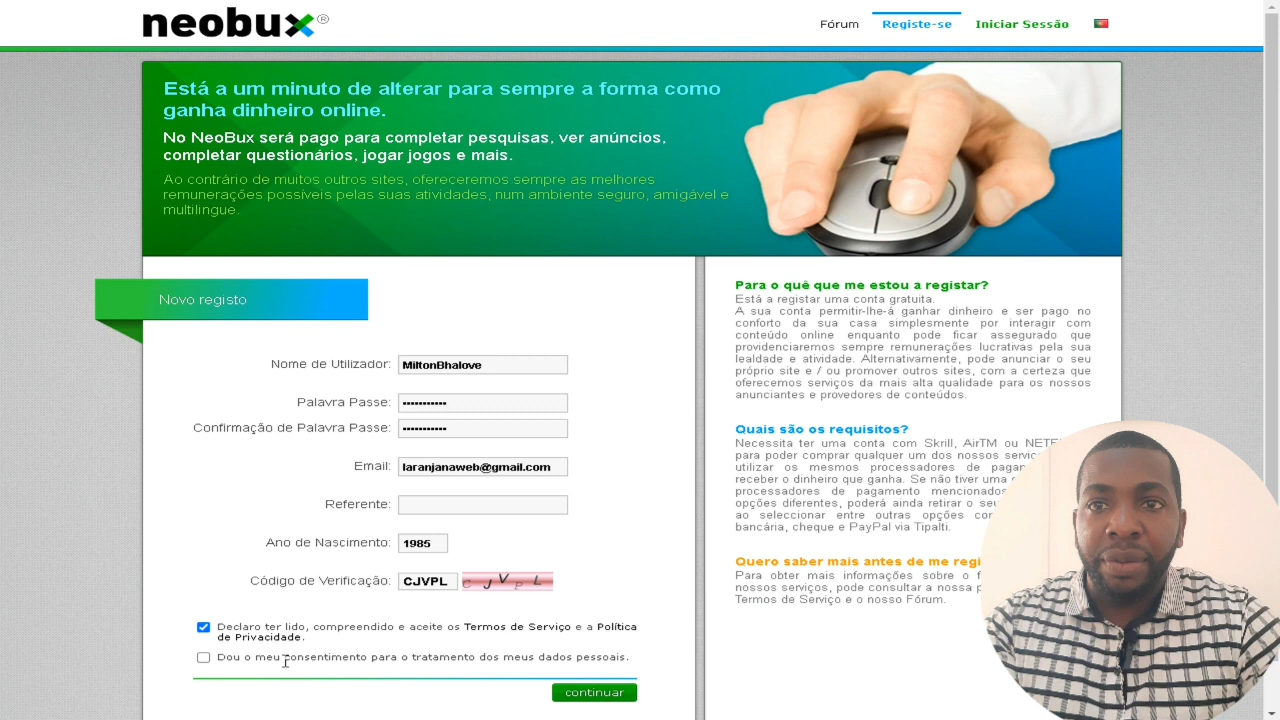 neobux®
Fórum
Registe-se
Iniciar Sessão
Está a um minuto de alterar para sempre a forma como
ganha dinheiro online.
No NeoBux será pago para completar pesquisas, ver anúncios,
completar questionários, jogar jogos e mais.
Ao contrário de muitos outros sites, ofereceremos sempre as melhores
remunerações possíveis pelas suas atividades, num ambiente seguro, amigável e
multilingue.
Novo registo
Nome de Utilizador: MiltonBhalove
Palavra Passe: •••••••••••
Confirmação de Palavra Passe: •••••••••••
Email: laranjanaweb@gmail.com
Referente:
Ano de Nascimento: 1985
Código de Verificação: CJVPL C J V P L
Declaro ter lido, compreendido e aceite os Termos de Serviço e a Política
de Privacidade.
Dou o meu consentimento para o tratamento dos meus dados pessoais.
continuar
Para o quê que me estou a registar?
Está a registar uma conta gratuita.
A sua conta permitir-lhe-á ganhar dinheiro e ser pago no
conforto da sua casa simplesmente por interagir com
conteúdo online enquanto pode ficar assegurado que
providenciaremos sempre remunerações lucrativas pela sua
lealdade e atividade. Alternativamente, pode anunciar o seu
próprio site e / ou promover outros sites, com a certeza que
oferecemos serviços da mais alta qualidade para os nossos
anunciantes e provedores de conteúdos.
Quais são os requisitos?
Necessita ter uma conta com Skrill, AirTM ou
para poder comprar qualquer um dos nossos
utilizar os mesmos processadores de
receber o dinheiro que ganha. Se não tiver uma
processadores de pagamento
opções diferentes, poderá ainda retirar o
ao seleccionar entre outras opções
bancária, cheque e PayPal via Tipalti.
Quero saber mais antes de me
Para obter mais informações sobre o
nossos serviços, pode consultar a nossa
Termos de Serviço e o nosso Fórum.